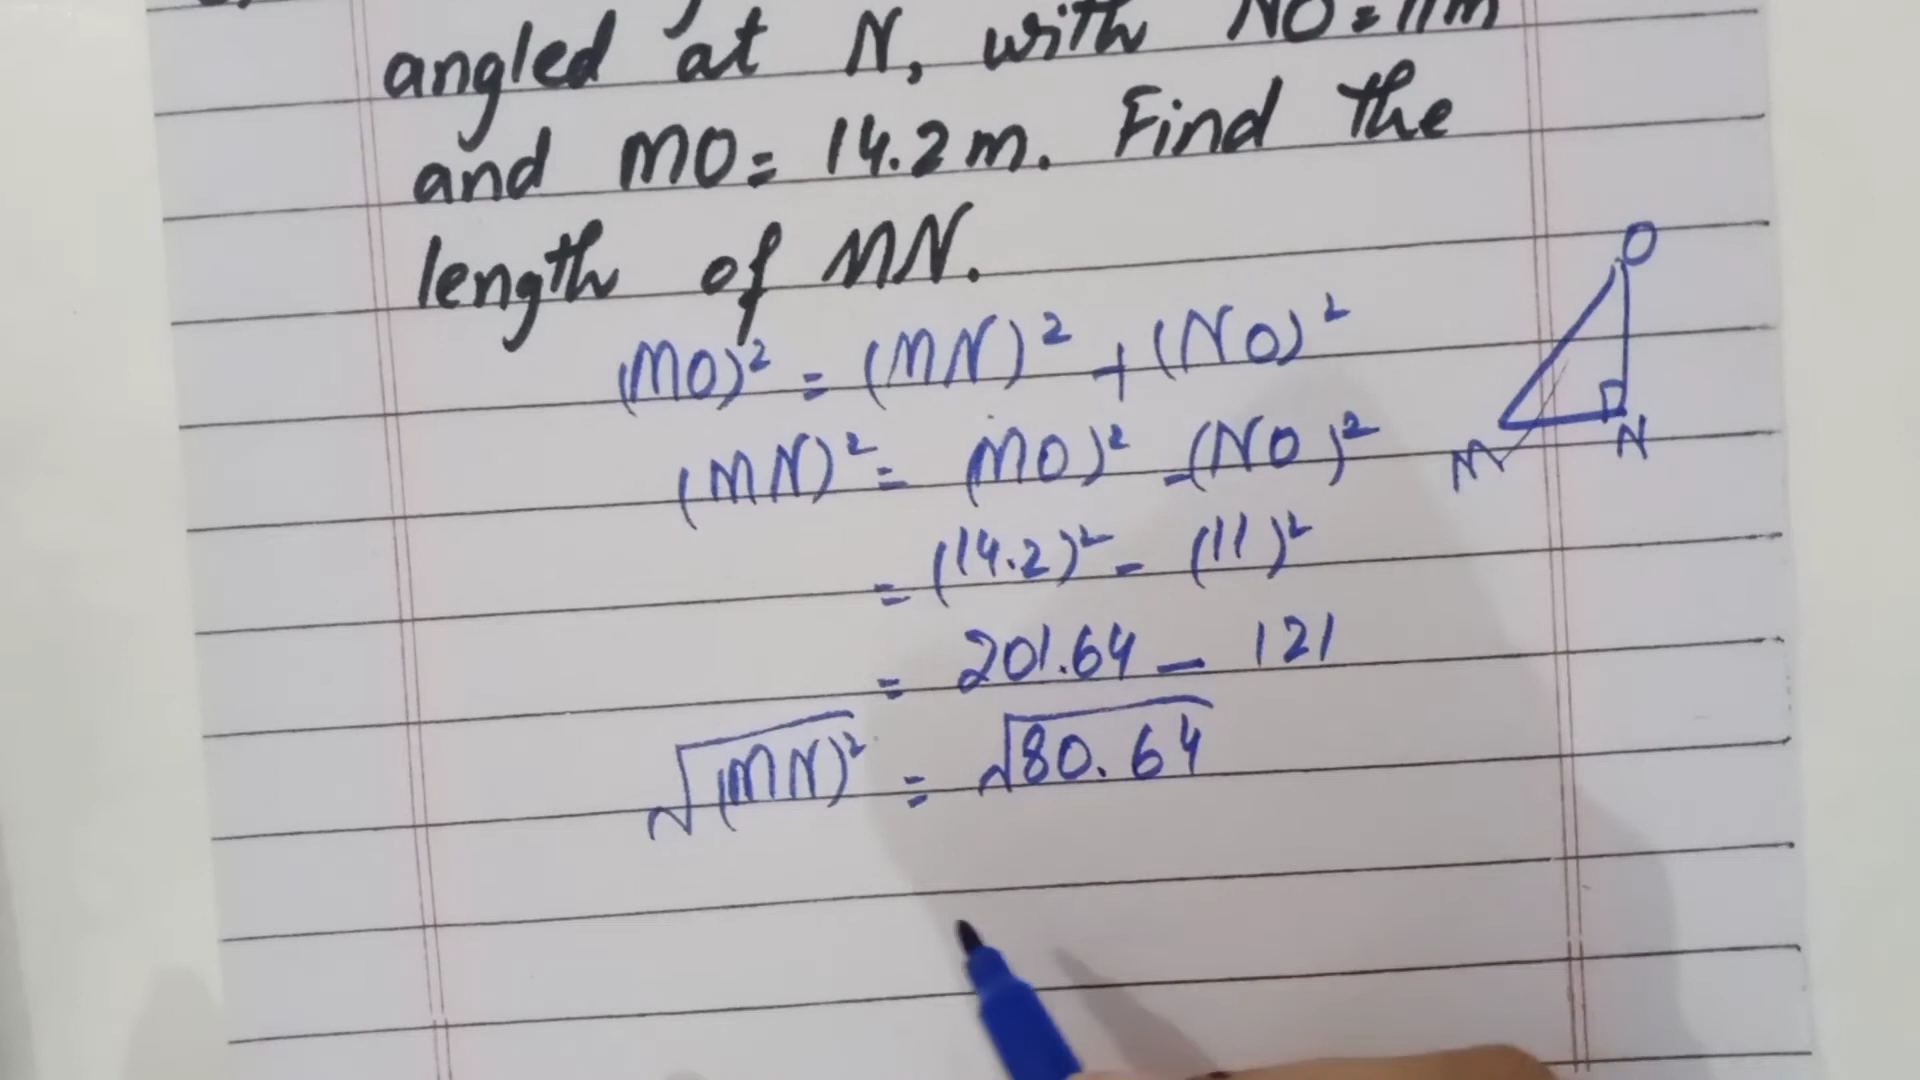 angled at N, with NO = 11m
and MO = 14.2m. Find the
length of MN.
(MO)² = (MN)² + (NO)²
(MN)² = (MO)² - (NO)²
= (14.2)² - (11)²
= 201.64 - 121
√(MN)² = √80.64
O
M
N